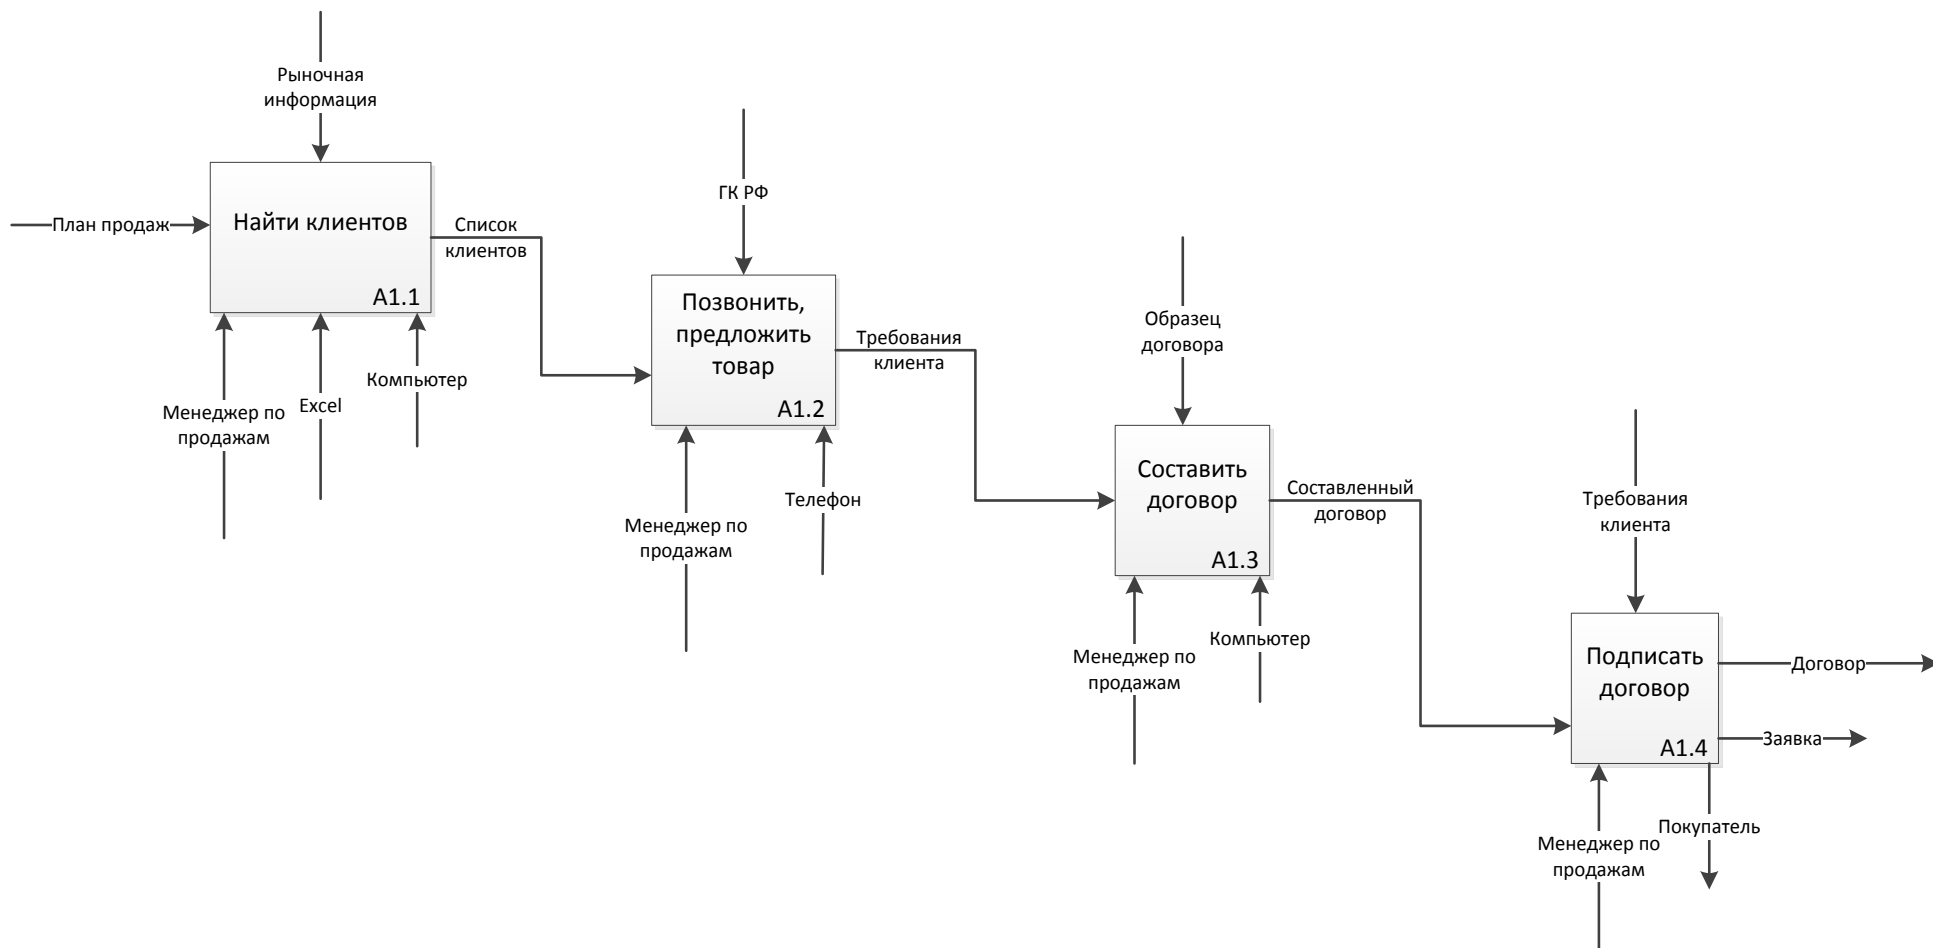 Рыночная
информация
План продаж
Найти клиентов
A1.1
Список
клиентов
Менеджер по
продажам
Excel
Компьютер
ГК РФ
Позвонить,
предложить
товар
A1.2
Требования
клиента
Менеджер по
продажам
Телефон
Образец
договора
Составить
договор
A1.3
Составленный
договор
Менеджер по
продажам
Компьютер
Требования
клиента
Подписать
договор
A1.4
Договор
Заявка
Менеджер по
продажам
Покупатель